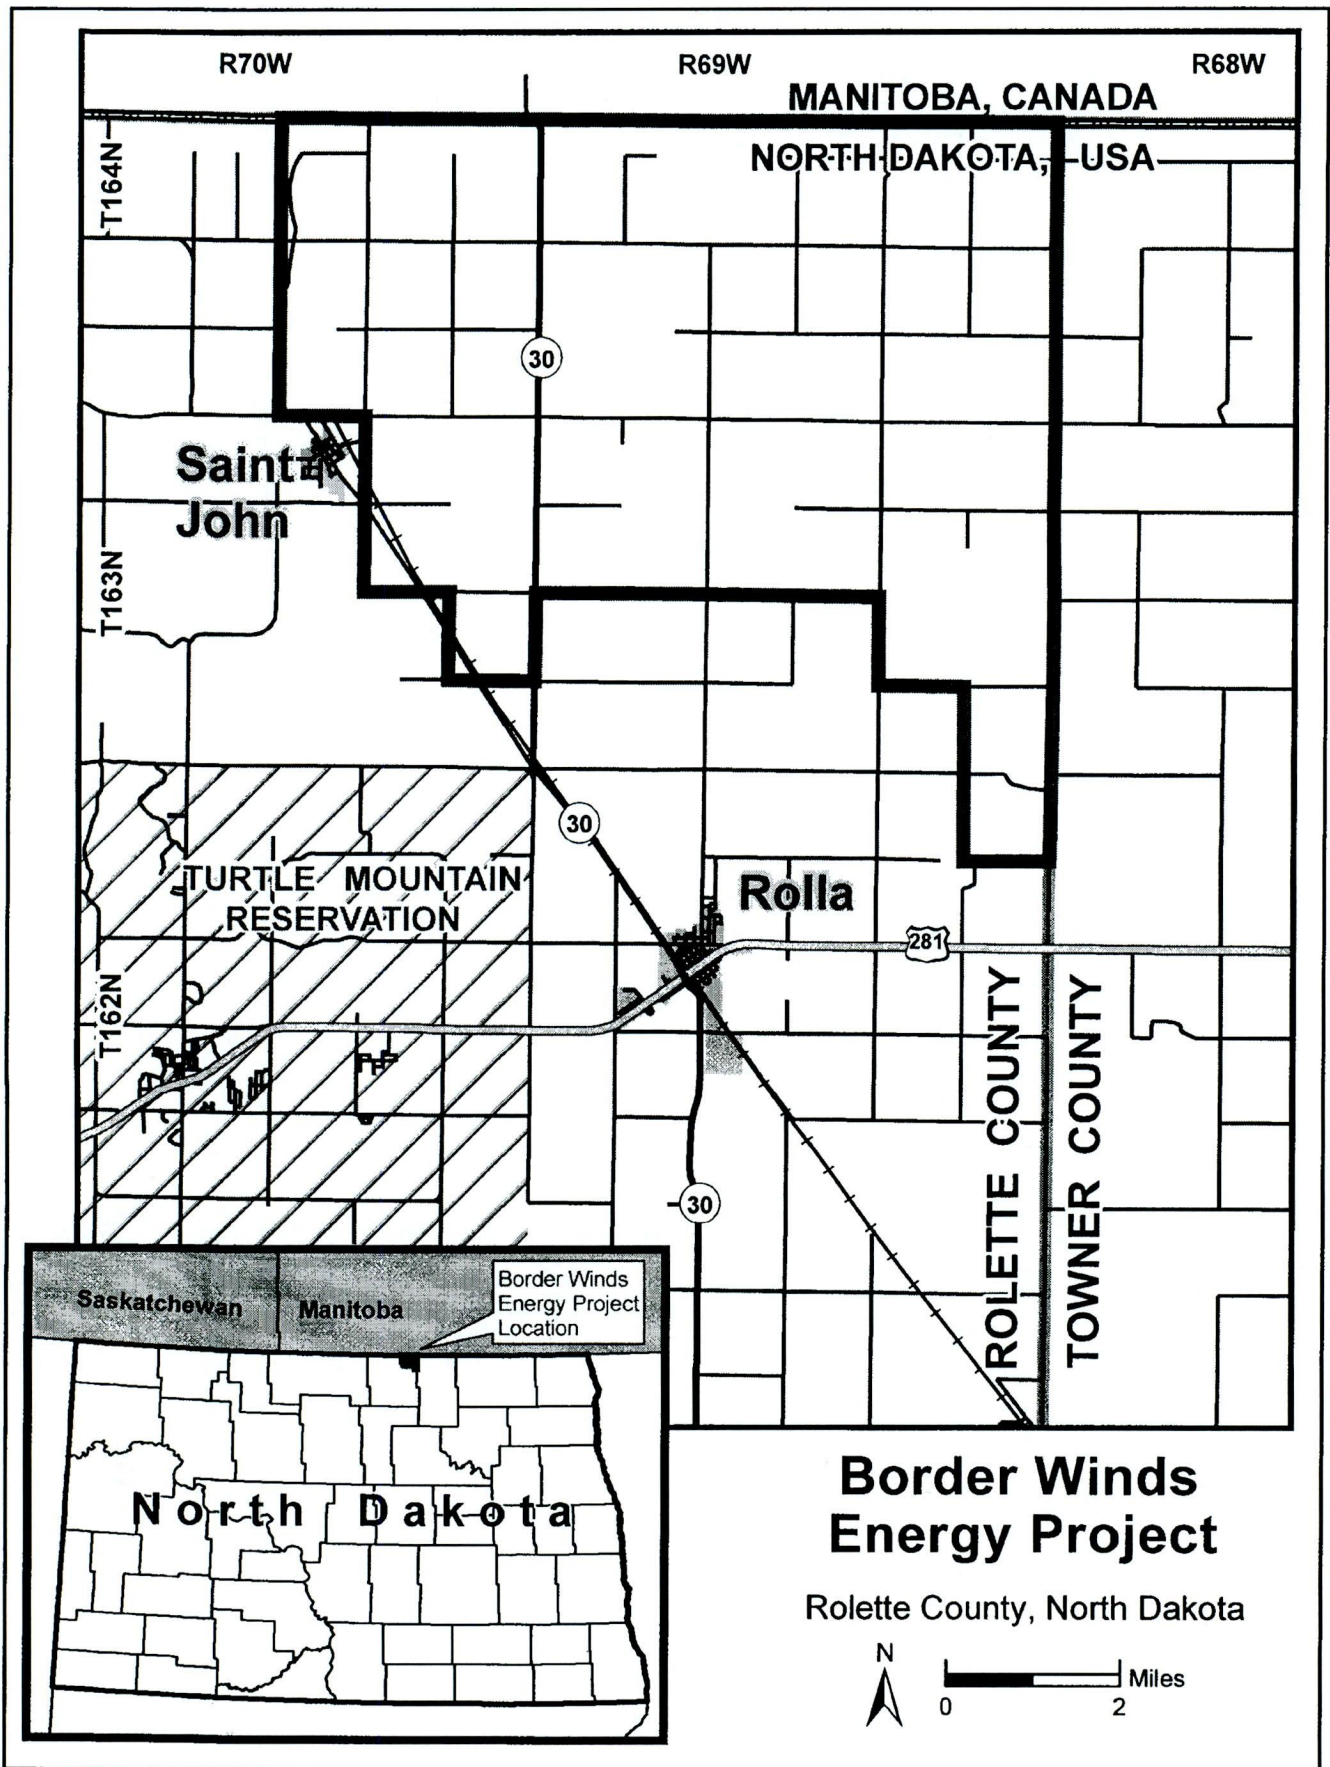 R70W
R69W
R68W
MANITOBA, CANADA
NORTH DAKOTA, USA
T164N
30
Saint
John
T163N
30
TURTLE MOUNTAIN
RESERVATION
Rolla
281
T162N
ROLETTE COUNTY
TOWNER COUNTY
30
Saskatchewan
Manitoba
Border Winds
Energy Project
Location
North Dakota
Border Winds
Energy Project
Rolette County, North Dakota
N
Miles
0
2